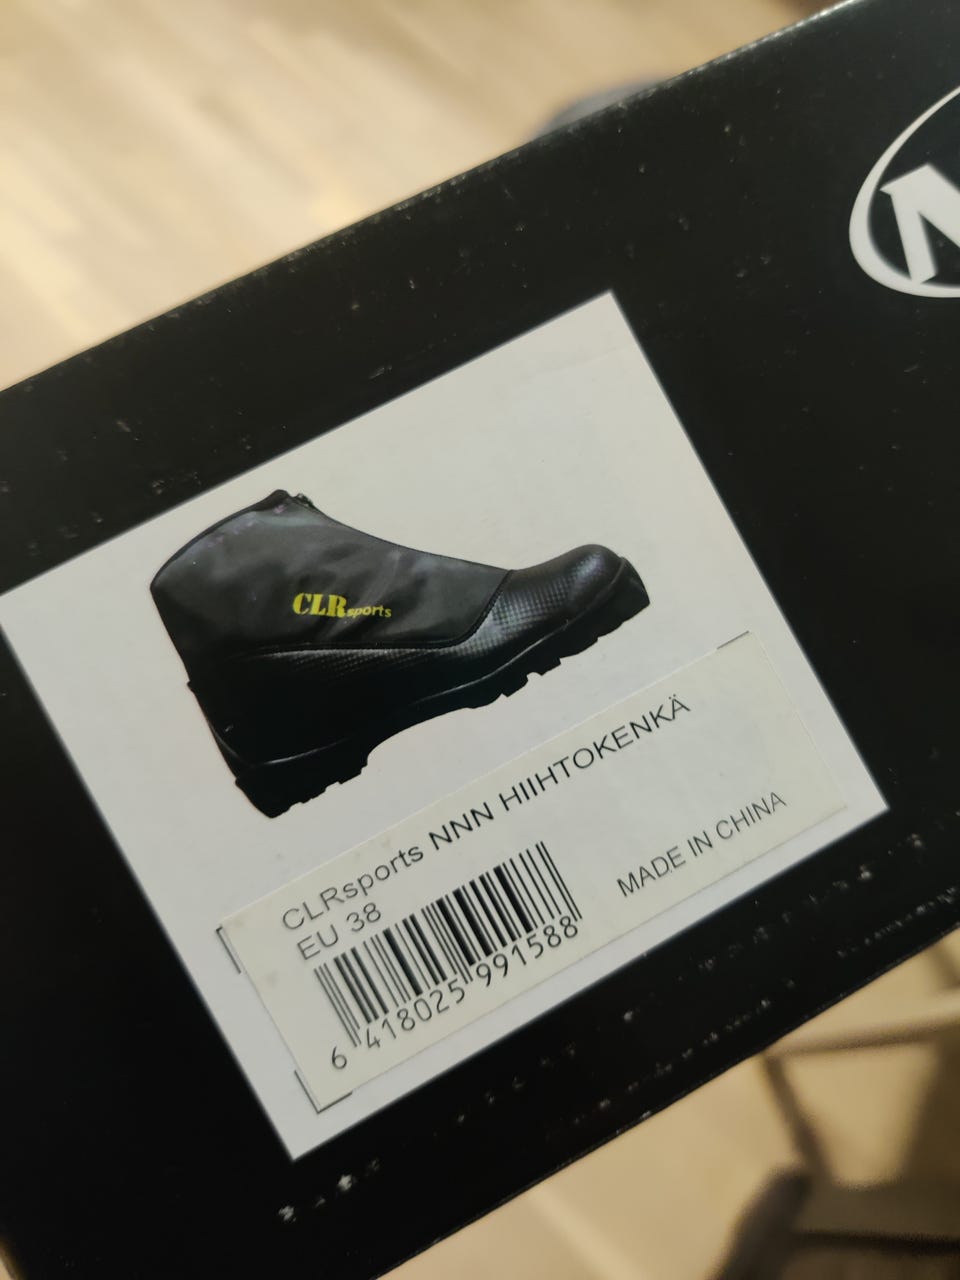 CLRsports
CLRsports NNN HIIHTOKENKÄ
EU 38
MADE IN CHINA
6 418025 991588